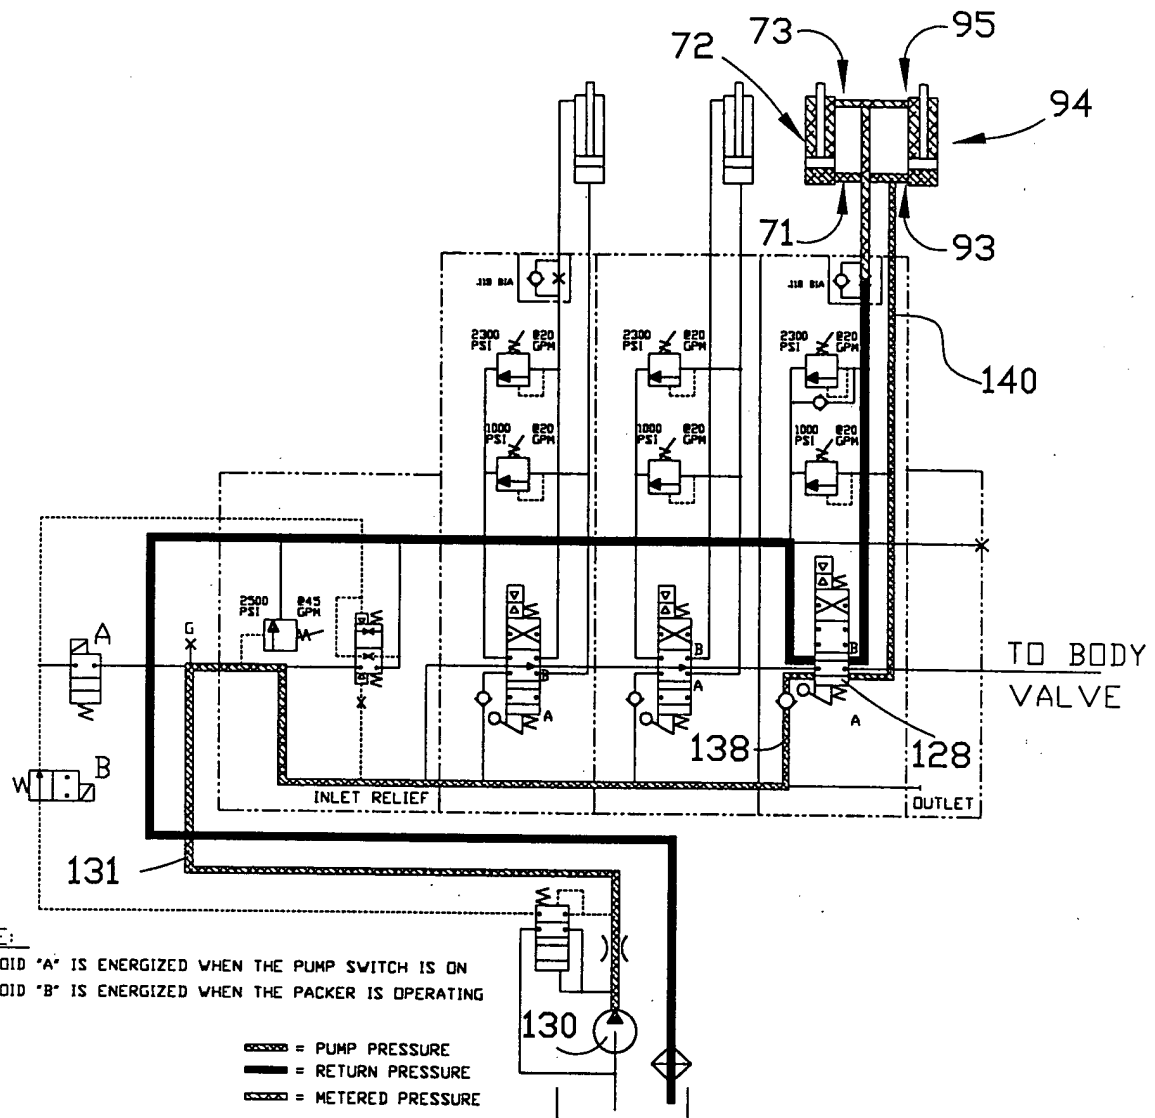 73
95
72
94
71
93
.118 DIA
.118 DIA
2300 PSI
@20 GPM
2300 PSI
@20 GPM
2300 PSI
@20 GPM
140
1000 PSI
@20 GPM
1000 PSI
@20 GPM
1000 PSI
@20 GPM
2500 PSI
@45 GPM
A
G
B
B
B
A
A
A
TO BODY
VALVE
138
128
B
INLET RELIEF
OUTLET
131
E:
OID "A" IS ENERGIZED WHEN THE PUMP SWITCH IS ON
OID "B" IS ENERGIZED WHEN THE PACKER IS OPERATING
130
= PUMP PRESSURE
= RETURN PRESSURE
= METERED PRESSURE